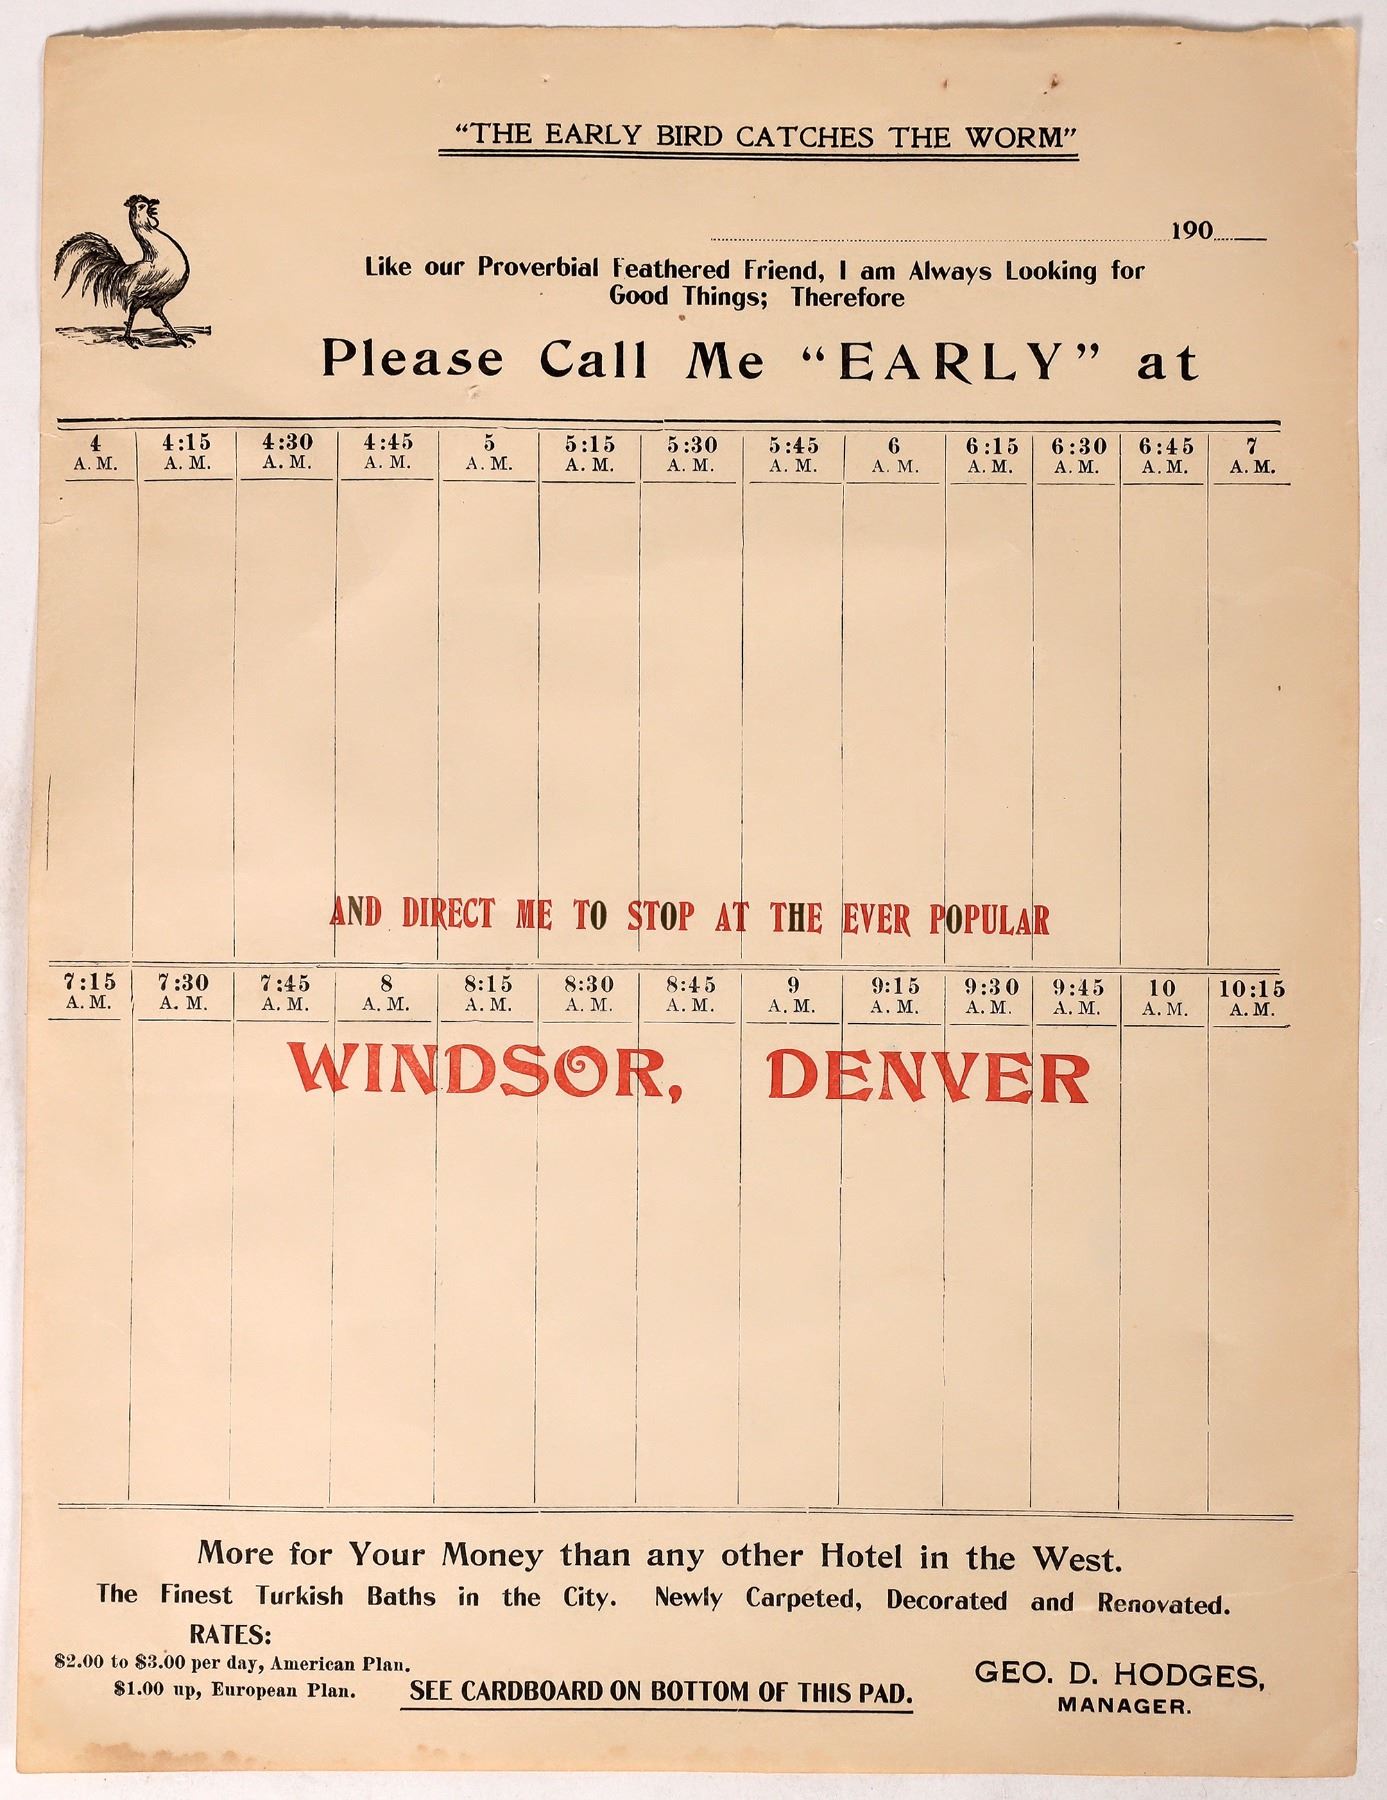 "THE EARLY BIRD CATCHES THE WORM"
190
Like our Proverbial Feathered Friend, I am Always Looking for
Good Things; Therefore
Please Call Me "EARLY" at
4 4:15 4:30 4:45 5 5:15 5:30 5:45 6 6:15 6:30 6:45 7
A. M. A. M. A. M. A. M. A. M. A. M. A. M. A. M. A. M. A. M. A. M. A. M. A. M.
AND DIRECT ME TO STOP AT THE EVER POPULAR
7:15 7:30 7:45 8 8:15 8:30 8:45 9 9:15 9:30 9:45 10 10:15
A. M. A. M. A. M. A. M. A. M. A. M. A. M. A. M. A. M. A. M. A. M. A. M. A. M.
WINDSOR, DENVER
More for Your Money than any other Hotel in the West.
The Finest Turkish Baths in the City. Newly Carpeted, Decorated and Renovated.
RATES:
$2.00 to $3.00 per day, American Plan.
$1.00 up, European Plan.
SEE CARDBOARD ON BOTTOM OF THIS PAD.
GEO. D. HODGES,
MANAGER.